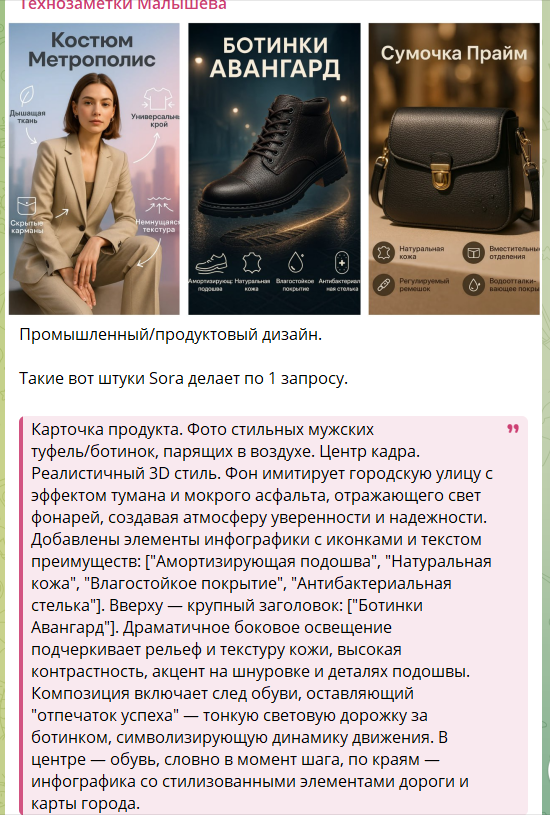 Технозаметки Малышева
Костюм
Метрополис
Дышащая
ткань
Скрытые
карманы
Немнущаяся
текстура
крой
БОТИНКИ
АВАНГАРД
подошва
Натуральная
кожа
Влагостойкое
покрытие
ная стелька
Сумочка Прайм
Натуральная
кожа
отделения
Регулируемый
ремешок
Промышленный/продуктовый дизайн.
Такие вот штуки Sora делает по 1 запросу.
Карточка продукта. Фото стильных мужских
туфель/ботинок, парящих в воздухе. Центр кадра.
Реалистичный 3D стиль. Фон имитирует городскую улицу с
эффектом тумана и мокрого асфальта, отражающего свет
фонарей, создавая атмосферу уверенности и надежности.
Добавлены элементы инфографики с иконками и текстом
преимуществ: ["Амортизирующая подошва", "Натуральная
кожа", "Влагостойкое покрытие", "Антибактериальная
стелька"]. Вверху — крупный заголовок: ["Ботинки
Авангард"]. Драматичное боковое освещение
подчеркивает рельеф и текстуру кожи, высокая
контрастность, акцент на шнуровке и деталях подошвы.
Композиция включает след обуви, оставляющий
"отпечаток успеха" — тонкую световую дорожку за
ботинком, символизирующую динамику движения. В
центре — обувь, словно в момент шага, по краям —
инфографика со стилизованными элементами дороги и
карты города.